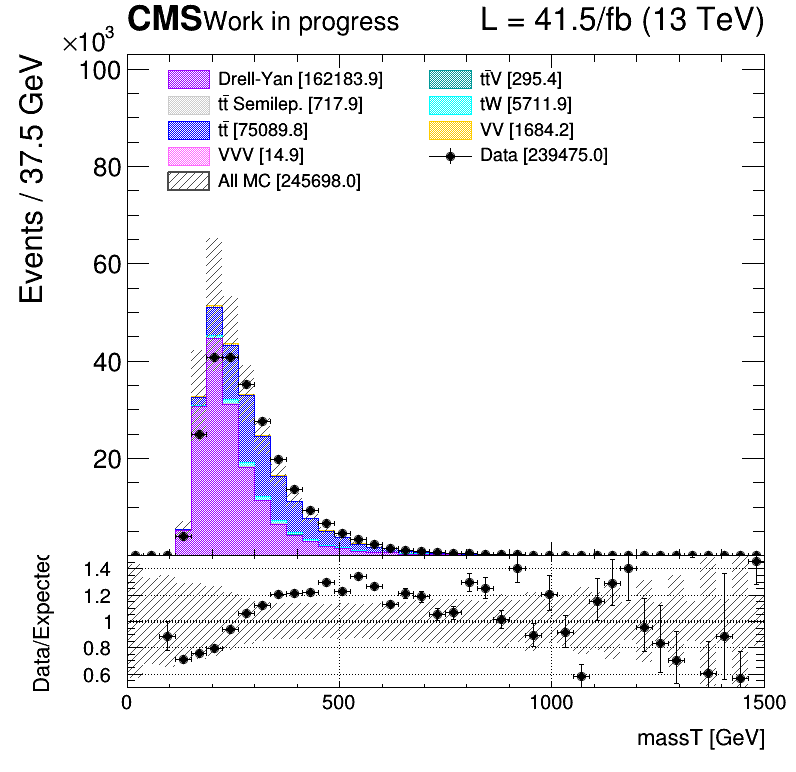 CMS Work in progress L = 41.5/fb (13 TeV)
×10³
Events / 37.5 GeV
100
80
60
40
20
Drell-Yan [162183.9]
tt̄ Semilep. [717.9]
tt̄ [75089.8]
VVV [14.9]
All MC [245698.0]
tt̄V [295.4]
tW [5711.9]
VV [1684.2]
Data [239475.0]
Data/Expected
1.4
1.2
1
0.8
0.6
0 500 1000 1500
massT [GeV]